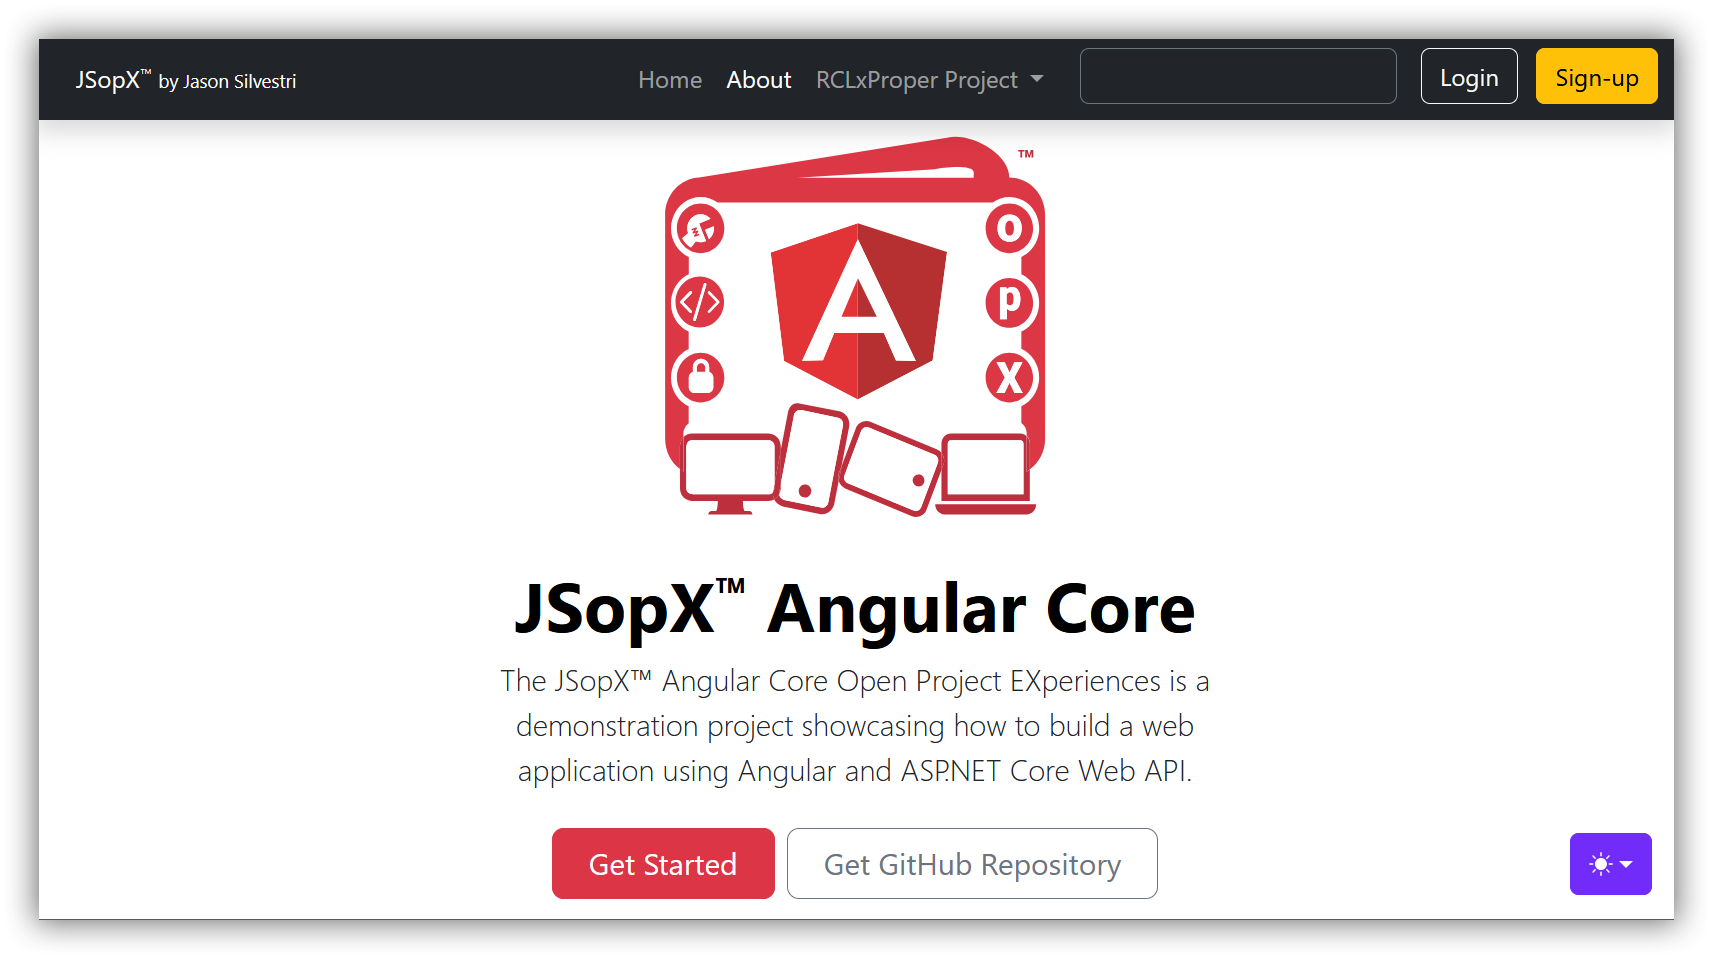 JSopX™ by Jason Silvestri
Home About RCLxProper Project Login Sign-up
™
O
</>
p
A
X
JSopX™ Angular Core
The JSopX™ Angular Core Open Project EXperiences is a
demonstration project showcasing how to build a web
application using Angular and ASP.NET Core Web API.
Get Started Get GitHub Repository